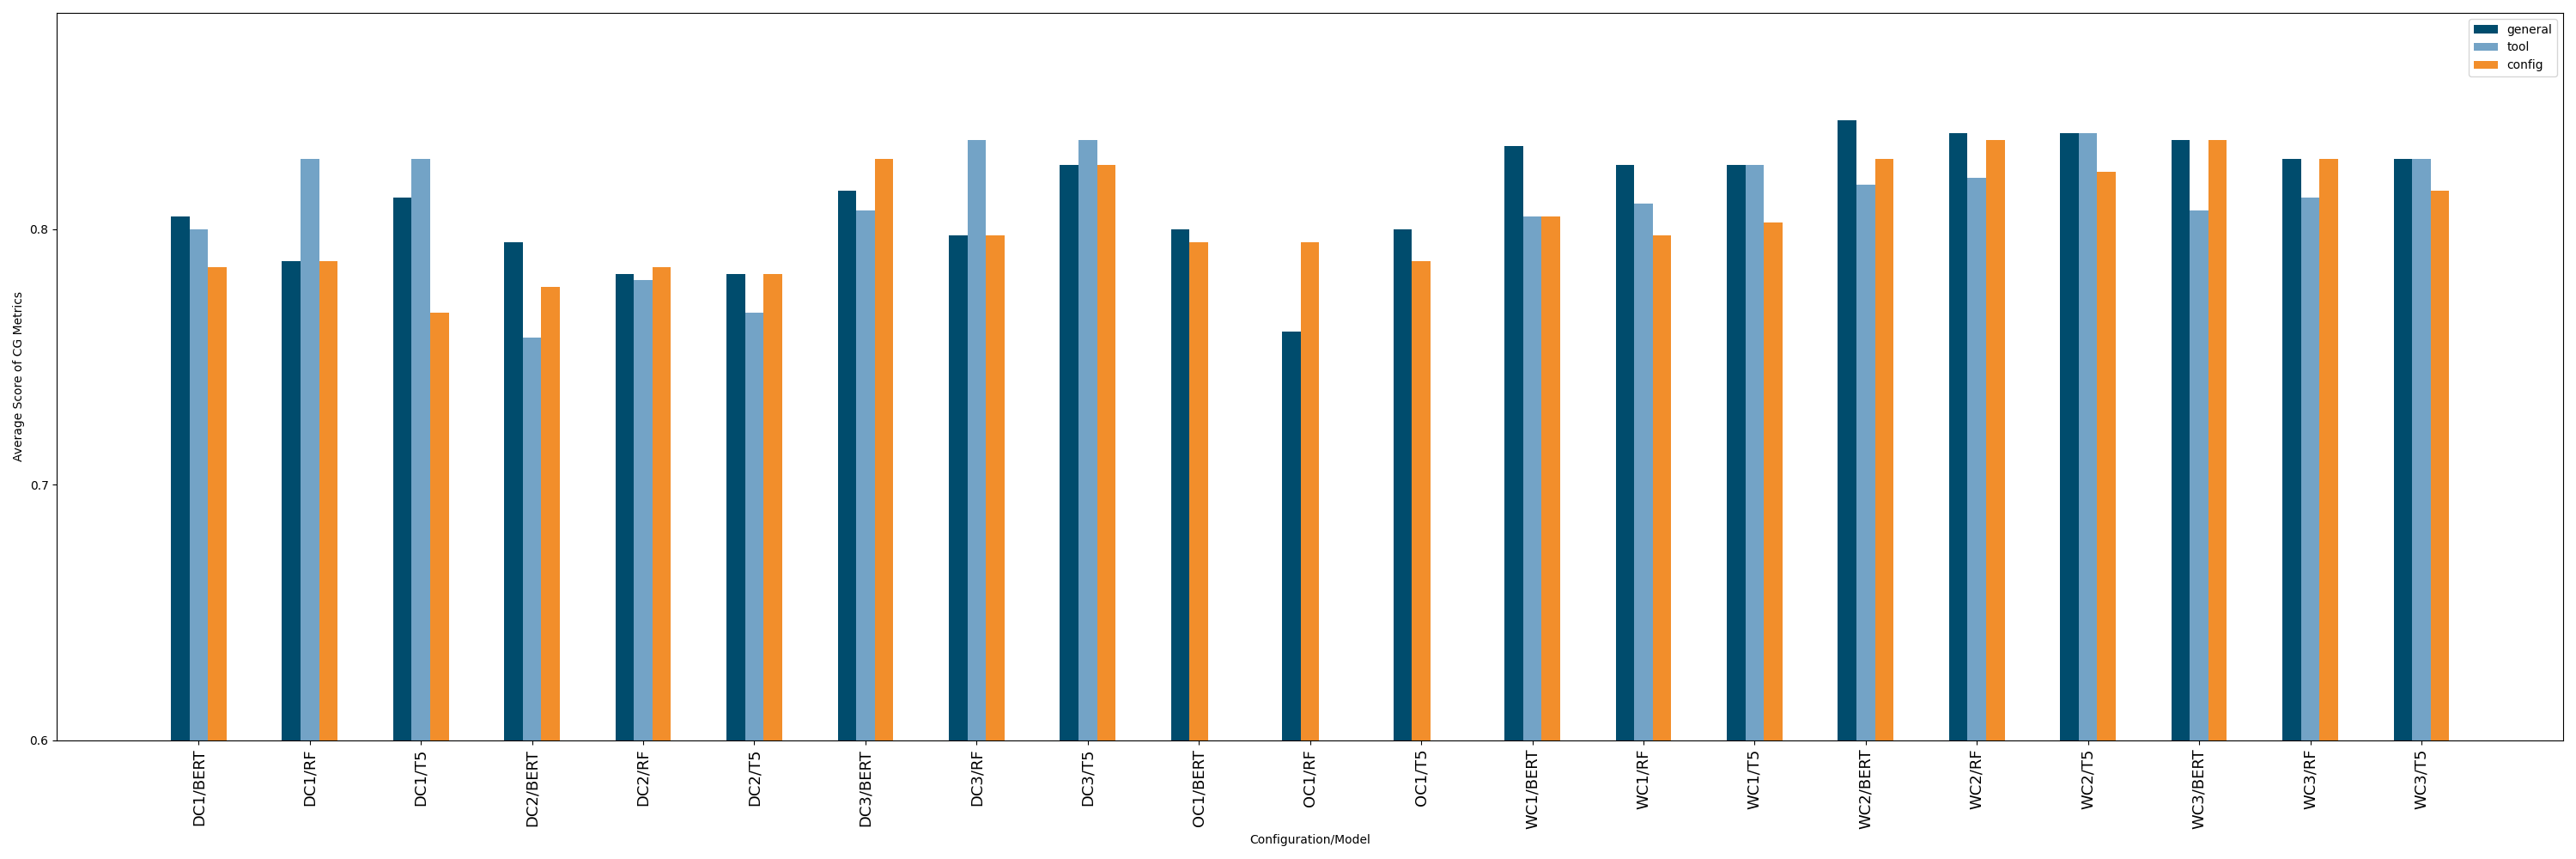 general
tool
config
Average Score of CG Metrics
0.8
0.7
0.6
DC1/BERT
DC1/RF
DC1/T5
DC2/BERT
DC2/RF
DC2/T5
DC3/BERT
DC3/RF
DC3/T5
OC1/BERT
OC1/RF
OC1/T5
WC1/BERT
WC1/RF
WC1/T5
WC2/BERT
WC2/RF
WC2/T5
WC3/BERT
WC3/RF
WC3/T5
Configuration/Model